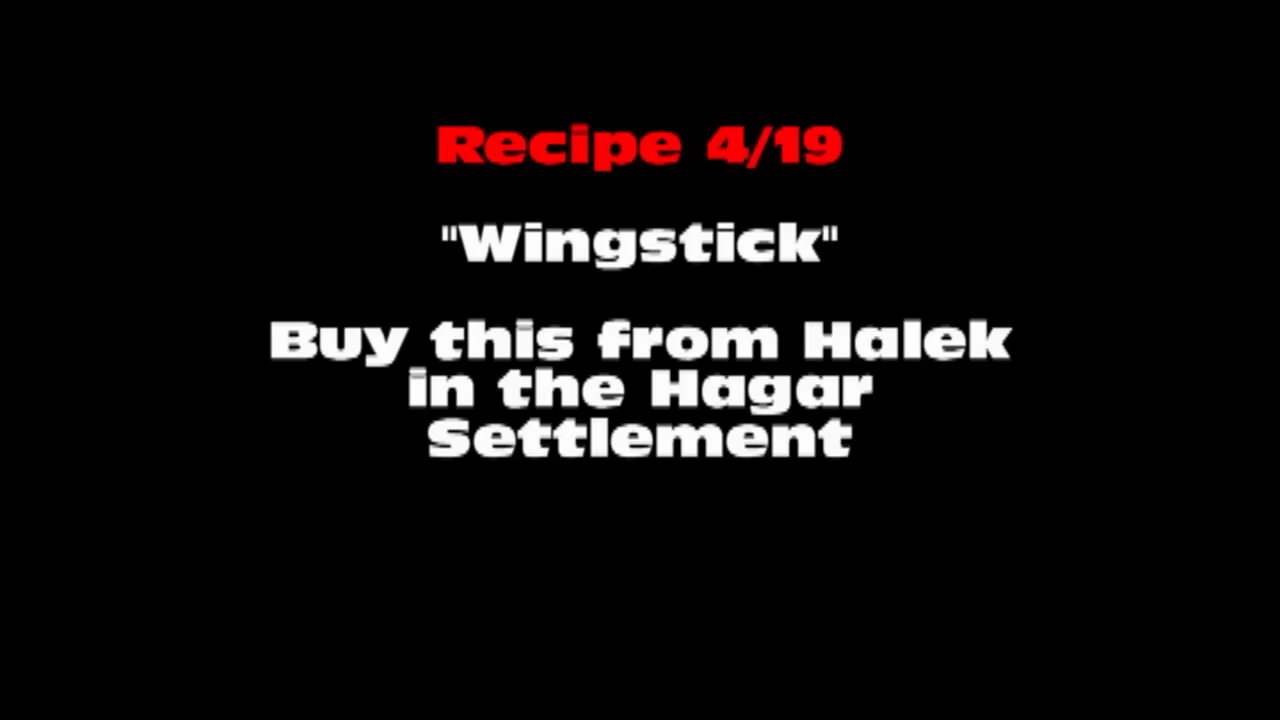 Recipe 4/19
"Wingstick"
Buy this from Halek
in the Hagar
Settlement